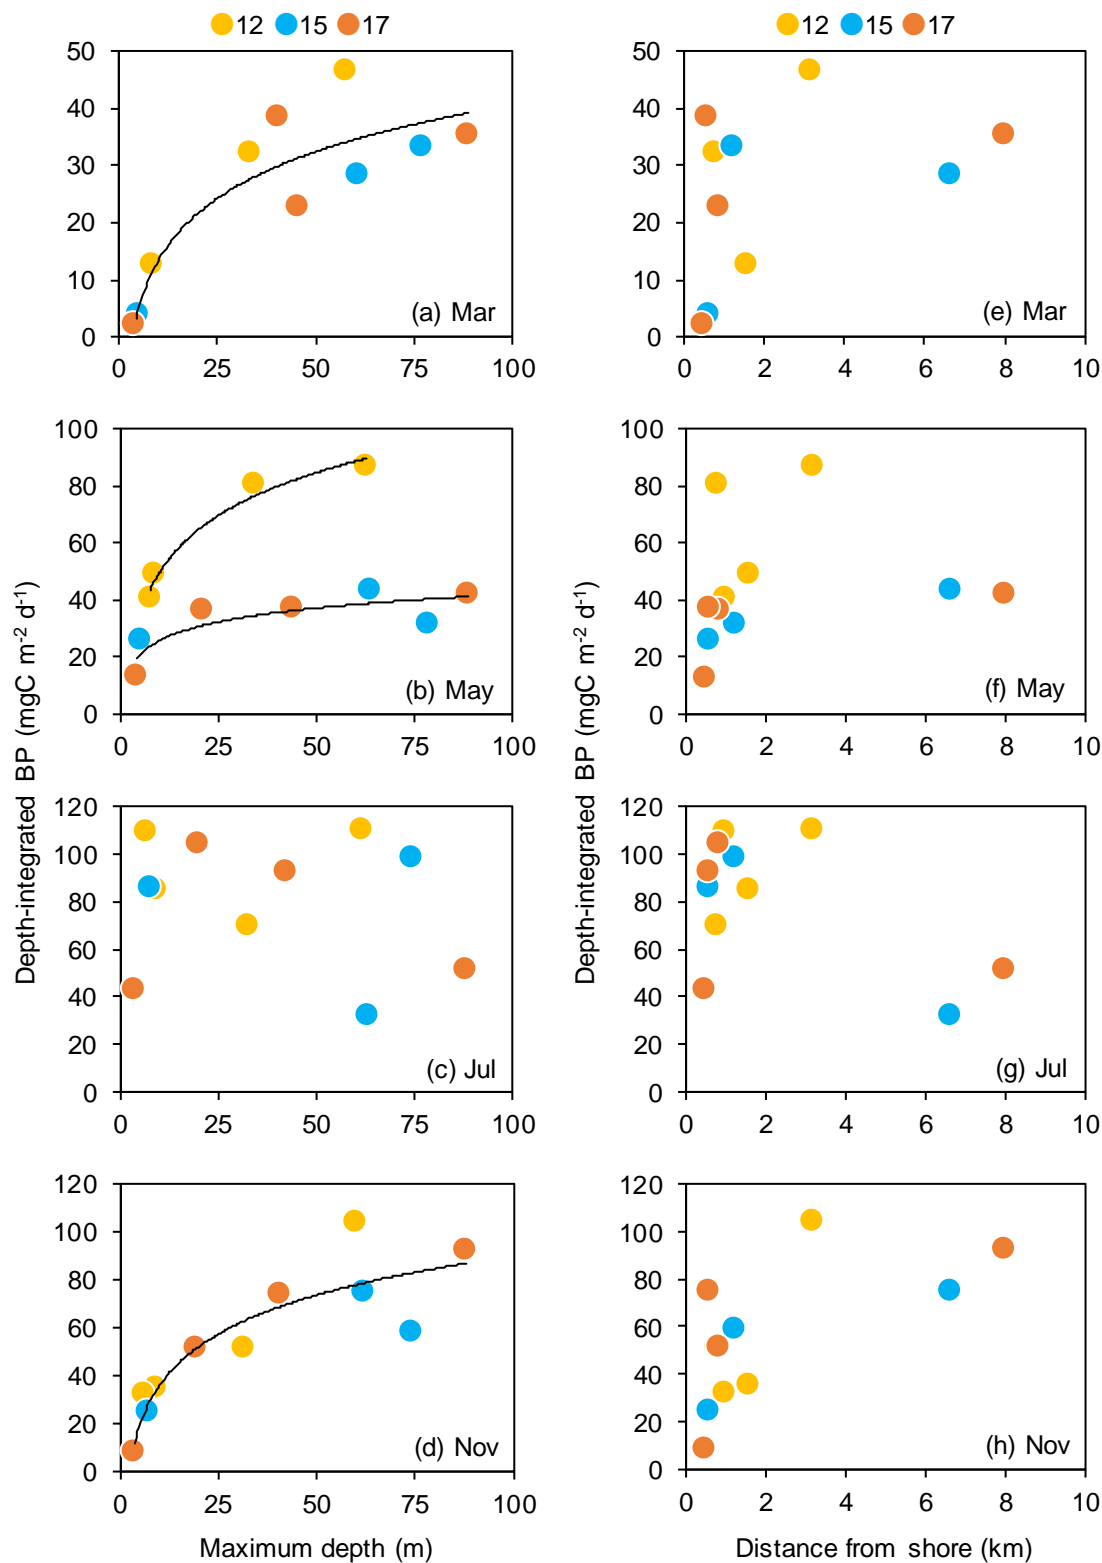 12 15 17
12 15 17
50
40
30
20
10
0
0 25 50 75 100
(a) Mar
50
40
30
20
10
0
0 2 4 6 8 10
(e) Mar
100
80
60
40
20
0
0 25 50 75 100
(b) May
100
80
60
40
20
0
0 2 4 6 8 10
(f) May
120
100
80
60
40
20
0
0 25 50 75 100
(c) Jul
120
100
80
60
40
20
0
0 2 4 6 8 10
(g) Jul
120
100
80
60
40
20
0
0 25 50 75 100
(d) Nov
120
100
80
60
40
20
0
0 2 4 6 8 10
(h) Nov
Depth-integrated BP (mgC m⁻² d⁻¹)
Depth-integrated BP (mgC m⁻² d⁻¹)
Maximum depth (m)
Distance from shore (km)